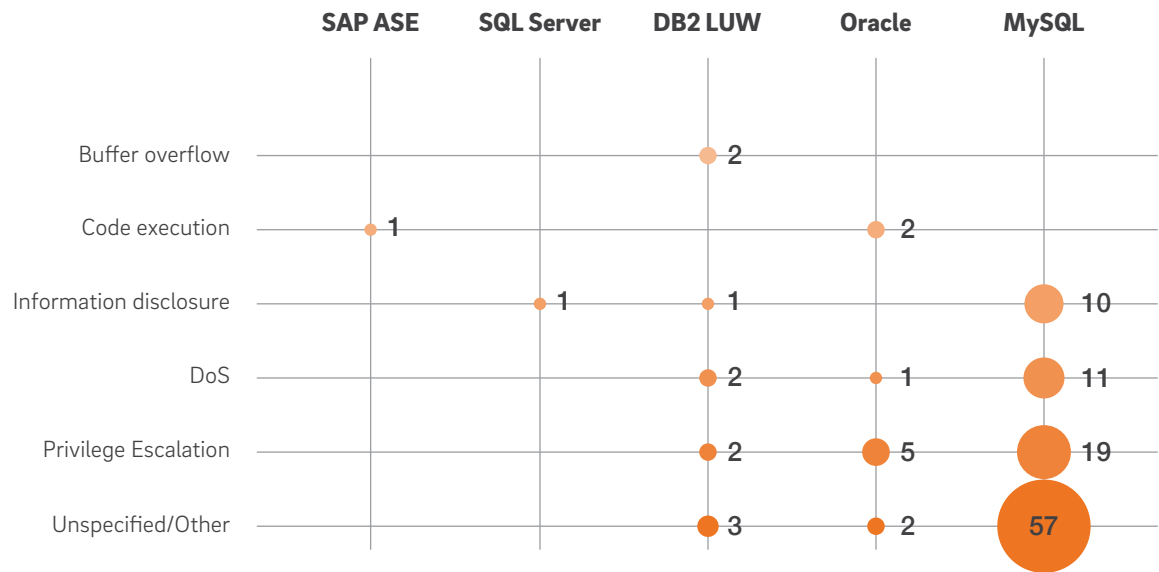 SAP ASE SQL Server DB2 LUW Oracle MySQL
Buffer overflow 2
Code execution 1 2
Information disclosure 1 1 10
DoS 2 1 11
Privilege Escalation 2 5 19
Unspecified/Other 3 2 57